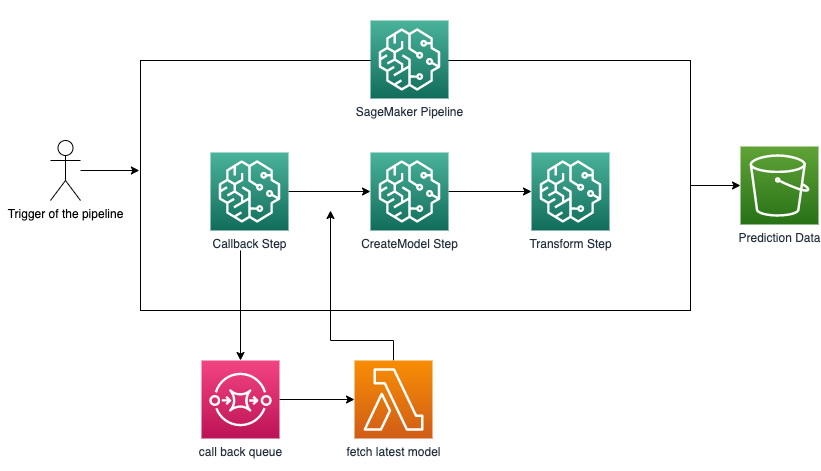 SageMaker Pipeline
Trigger of the pipeline
Callback Step
CreateModel Step
Transform Step
Prediction Data
call back queue
fetch latest model